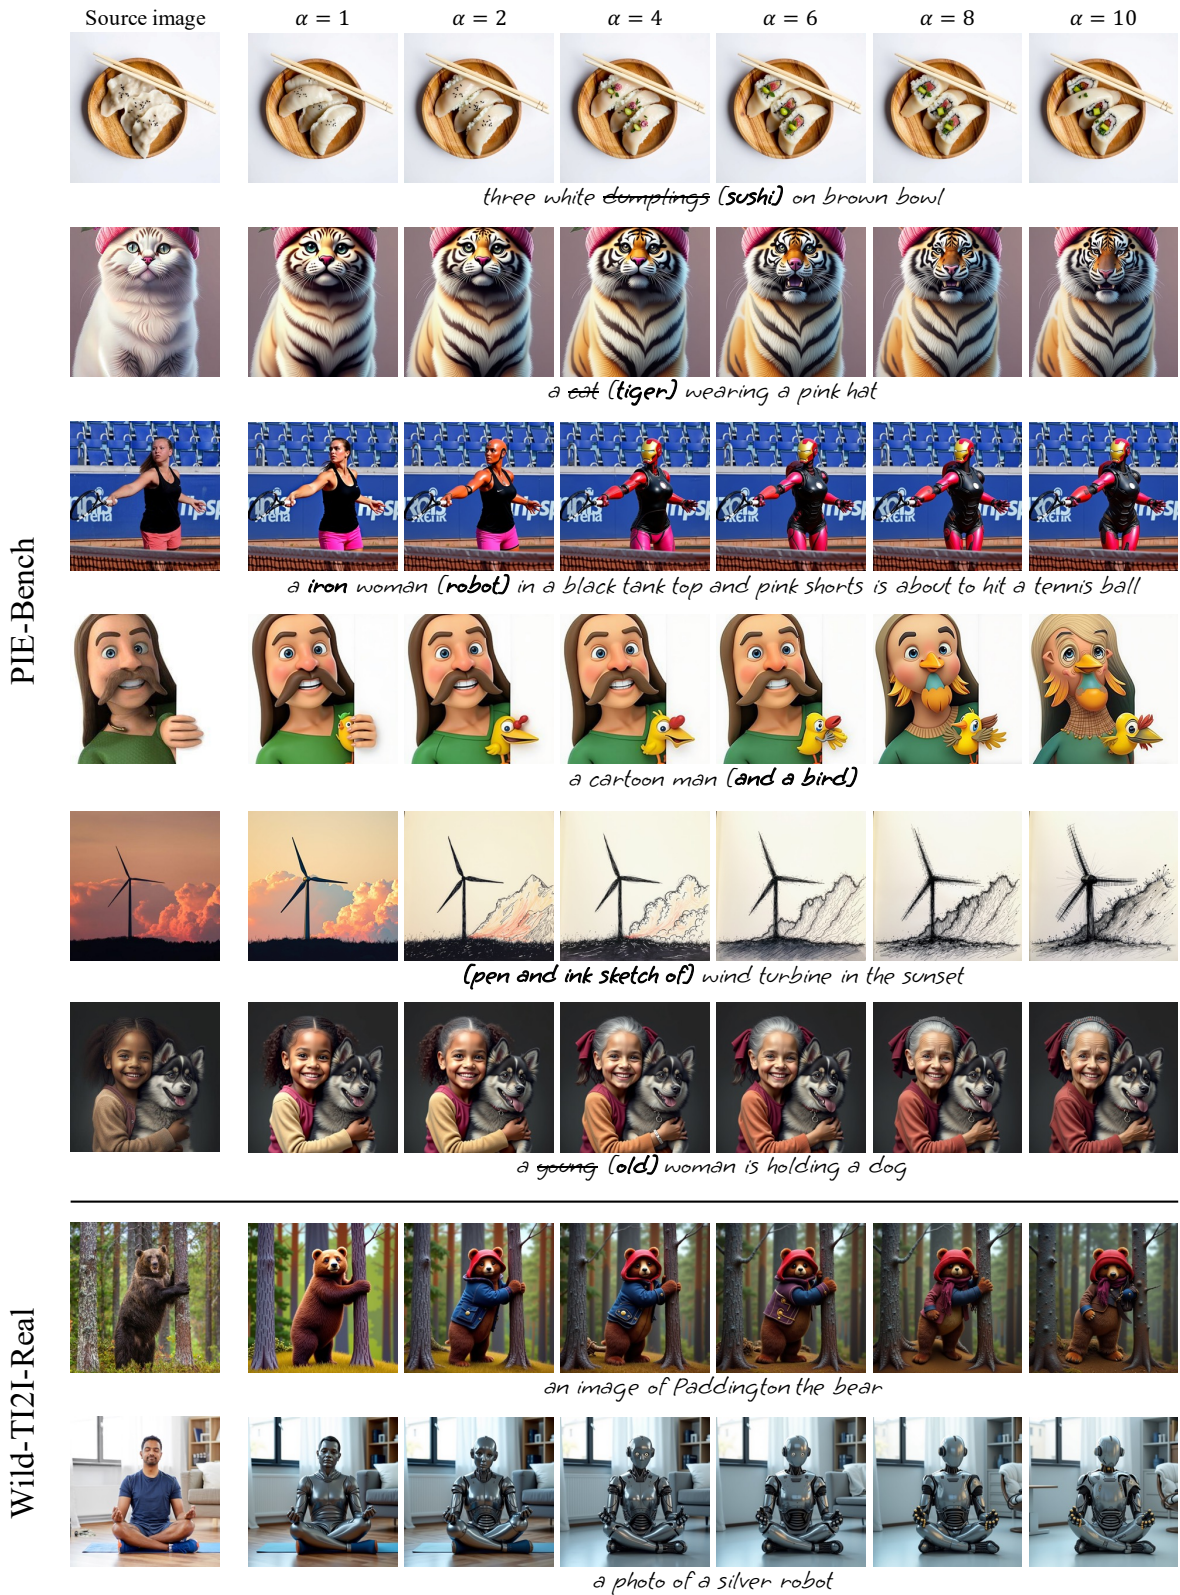 Source image α = 1 α = 2 α = 4 α = 6 α = 8 α = 10
PIE-Bench
three white dumplings (sushi) on brown bowl
a cat (tiger) wearing a pink hat
a iron woman (robot) in a black tank top and pink shorts is about to hit a tennis ball
a cartoon man (and a bird)
(pen and ink sketch of) wind turbine in the sunset
a young (old) woman is holding a dog
Wild-TI2I-Real
an image of Paddington the bear
a photo of a silver robot